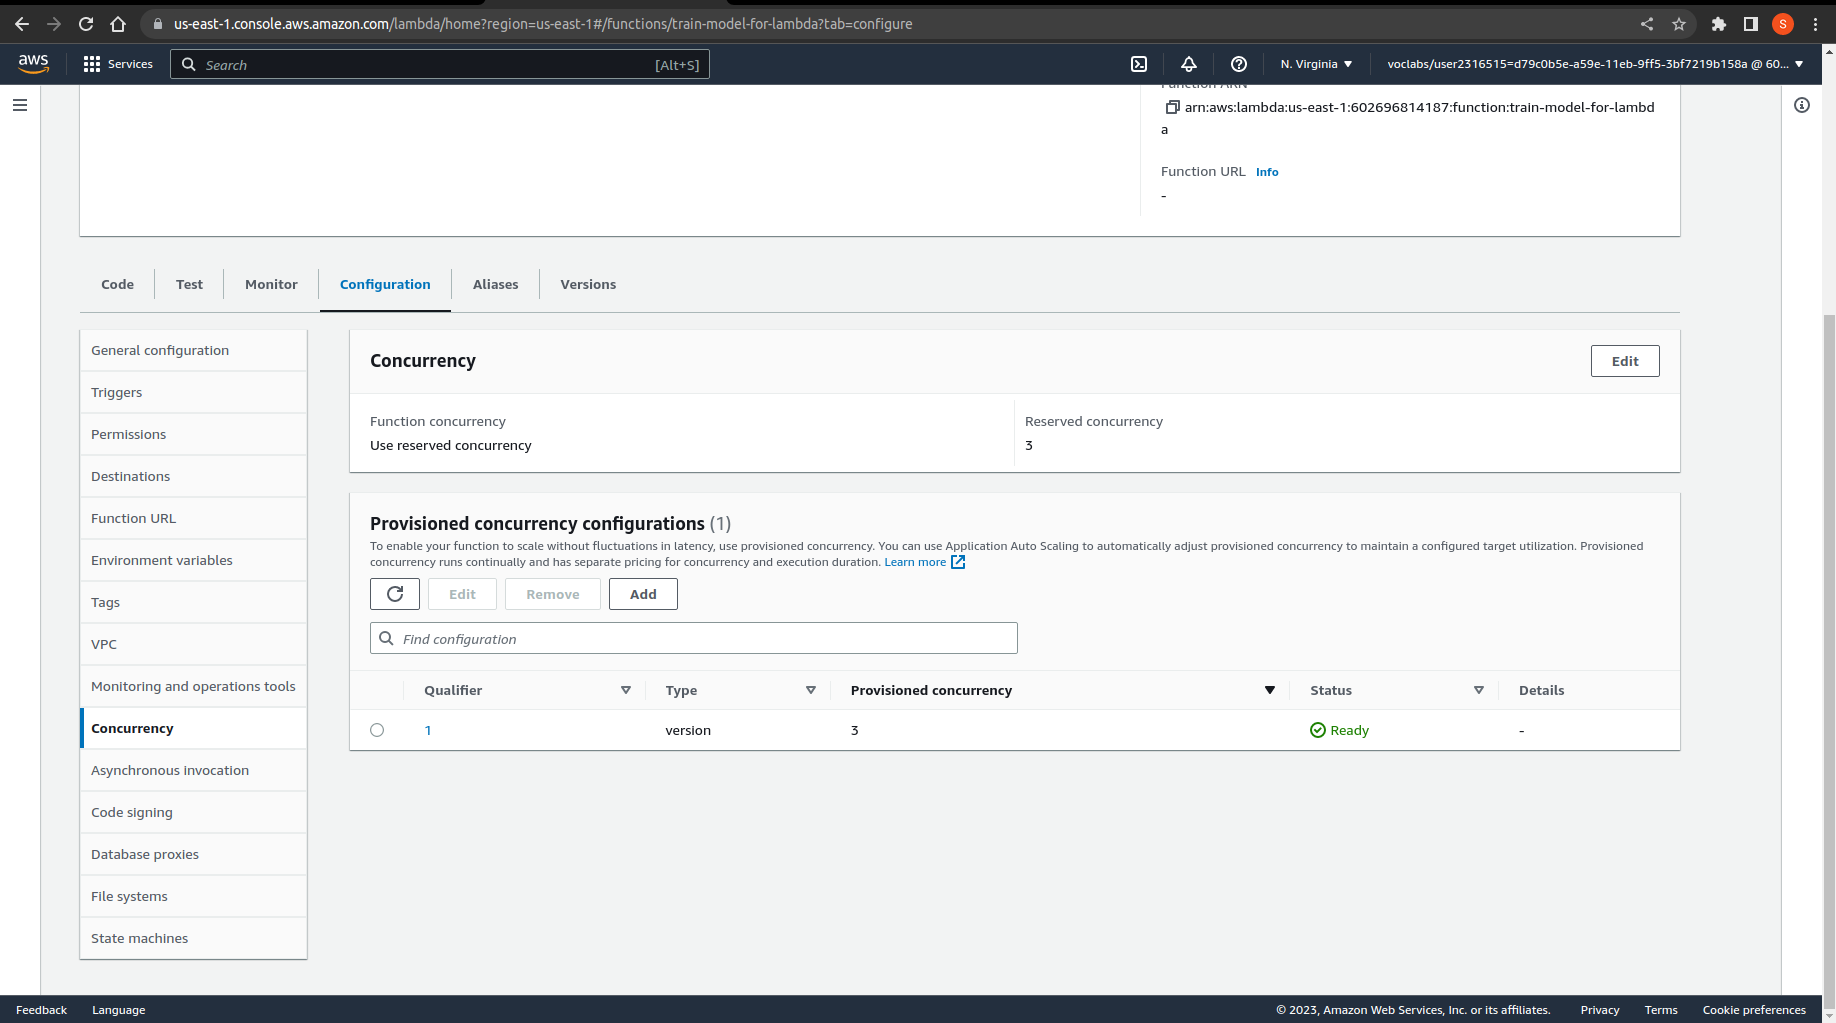 us-east-1.console.aws.amazon.com/lambda/home?region=us-east-1#/functions/train-model-for-lambda?tab=configure
S
aws
Services
Search
[Alt+S]
N. Virginia
voclabs/user2316515=d79c0b5e-a59e-11eb-9ff5-3bf7219b158a @ 60...
Function ARN
arn:aws:lambda:us-east-1:602696814187:function:train-model-for-lambd
a
Function URL Info
-
Code
Test
Monitor
Configuration
Aliases
Versions
General configuration
Triggers
Permissions
Destinations
Function URL
Environment variables
Tags
VPC
Monitoring and operations tools
Concurrency
Asynchronous invocation
Code signing
Database proxies
File systems
State machines
Concurrency
Edit
Function concurrency
Use reserved concurrency
Reserved concurrency
3
Provisioned concurrency configurations (1)
To enable your function to scale without fluctuations in latency, use provisioned concurrency. You can use Application Auto Scaling to automatically adjust provisioned concurrency to maintain a configured target utilization. Provisioned
concurrency runs continually and has separate pricing for concurrency and execution duration. Learn more
Edit
Remove
Add
Find configuration
Qualifier
Type
Provisioned concurrency
Status
Details
1
version
3
Ready
-
Feedback
Language
© 2023, Amazon Web Services, Inc. or its affiliates.
Privacy
Terms
Cookie preferences